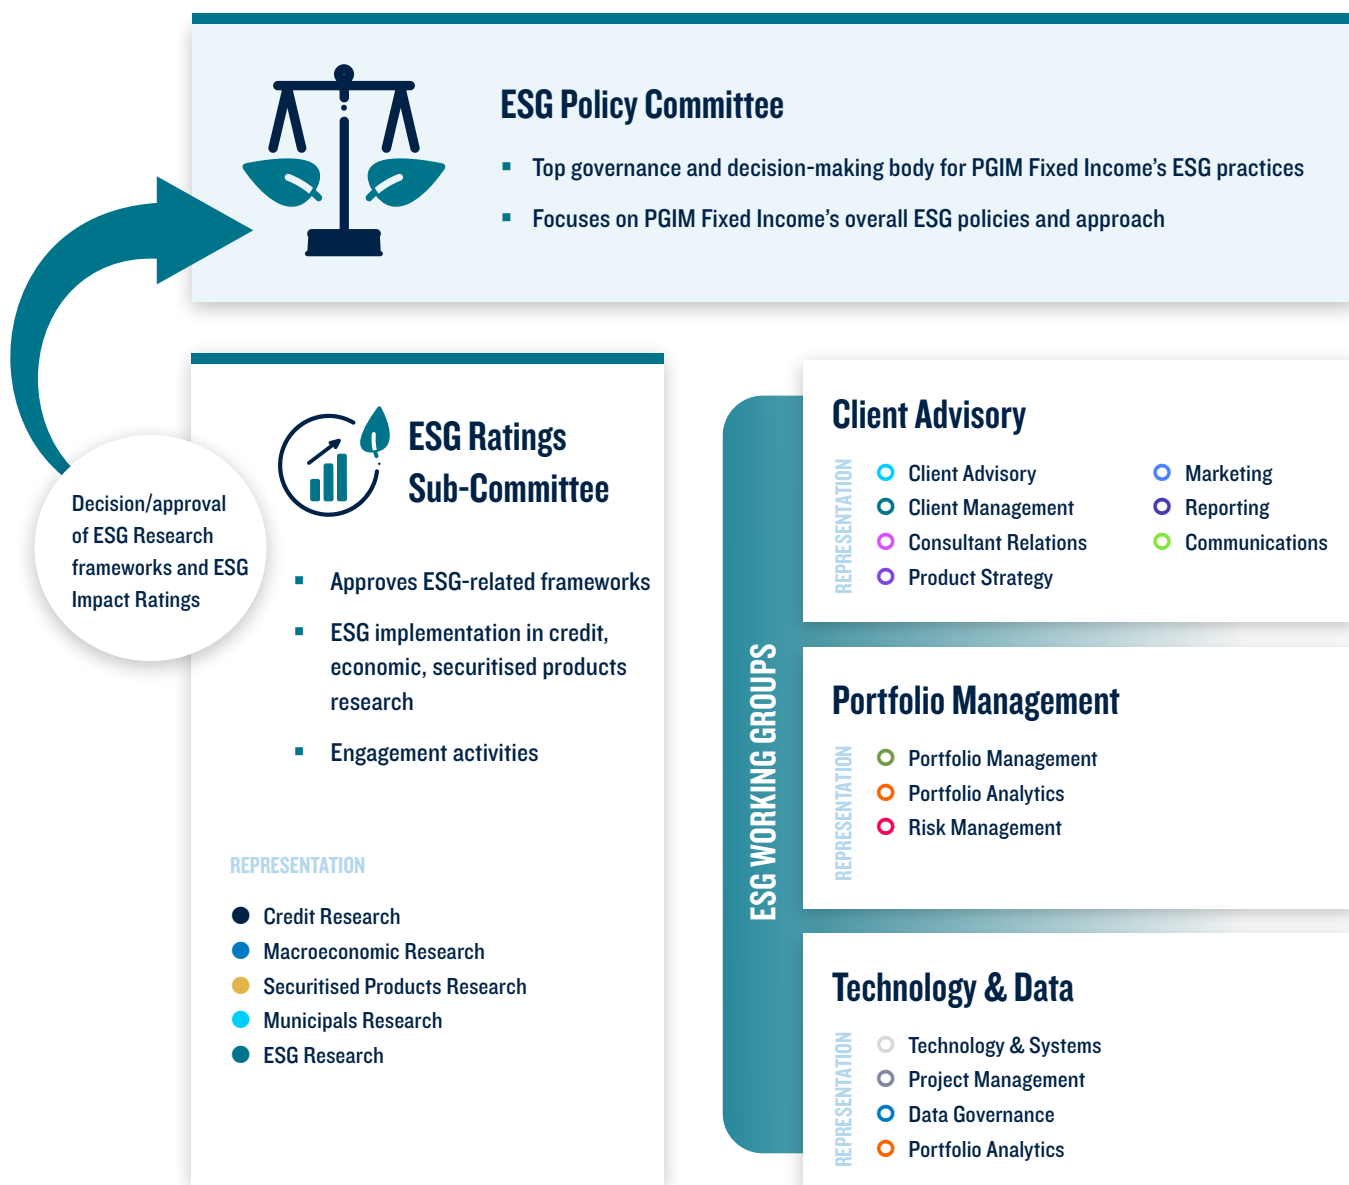 ESG Policy Committee
Top governance and decision-making body for PGIM Fixed Income's ESG practices
Focuses on PGIM Fixed Income's overall ESG policies and approach
Decision/approval
of ESG Research
frameworks and ESG
Impact Ratings
ESG Ratings
Sub-Committee
Approves ESG-related frameworks
ESG implementation in credit,
economic, securitised products
research
Engagement activities
REPRESENTATION
Credit Research
Macroeconomic Research
Securitised Products Research
Municipals Research
ESG Research
ESG WORKING GROUPS
Client Advisory
REPRESENTATION
Client Advisory
Client Management
Consultant Relations
Product Strategy
Marketing
Reporting
Communications
Portfolio Management
REPRESENTATION
Portfolio Management
Portfolio Analytics
Risk Management
Technology & Data
REPRESENTATION
Technology & Systems
Project Management
Data Governance
Portfolio Analytics